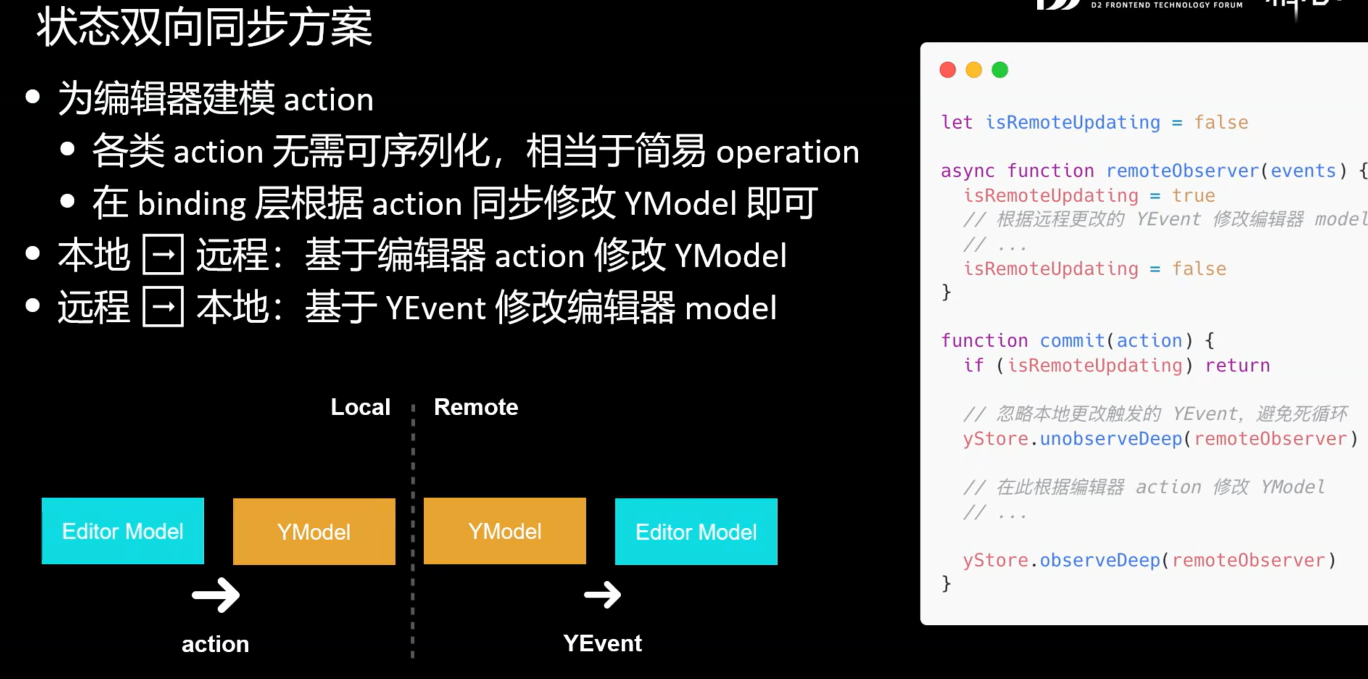 D2 FRONTEND TECHNOLOGY FORUM
状态双向同步方案
• 为编辑器建模 action
• 各类 action 无需可序列化，相当于简易 operation
• 在 binding 层根据 action 同步修改 YModel 即可
• 本地 → 远程：基于编辑器 action 修改 YModel
• 远程 → 本地：基于 YEvent 修改编辑器 model
Local
Remote
Editor Model
YModel
YModel
Editor Model
action
YEvent
let isRemoteUpdating = false
async function remoteObserver(events) {
isRemoteUpdating = true
// 根据远程更改的 YEvent 修改编辑器 model
// ...
isRemoteUpdating = false
}
function commit(action) {
if (isRemoteUpdating) return
// 忽略本地更改触发的 YEvent，避免死循环
yStore.unobserveDeep(remoteObserver)
// 在此根据编辑器 action 修改 YModel
// ...
yStore.observeDeep(remoteObserver)
}